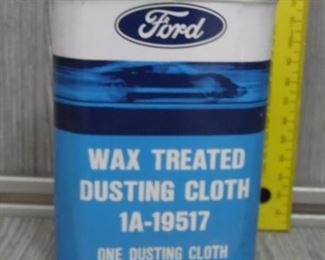 Ford
WAX TREATED
DUSTING CLOTH
1A-19517
ONE DUSTING CLOTH